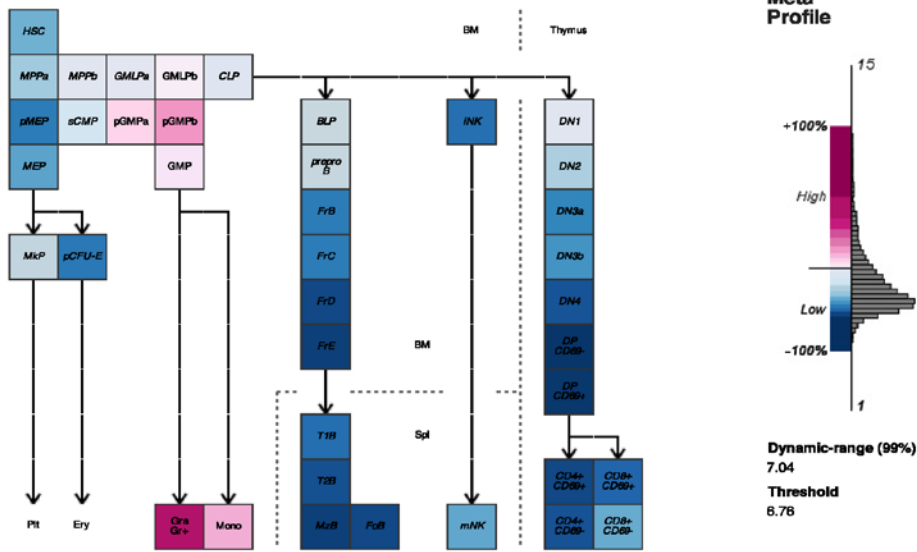 Meta
Profile
HSC
BM
Thymus
15
MPPa
MPPb
GMLPa
GMLPb
CLP
pMEP
sCMP
pGMPa
pGMPb
BLP
iNK
DN1
+100%
MEP
GMP
prepro
B
DN2
High
FrB
DN3a
MkP
pCFU-E
FrC
DN3b
FrD
DN4
Low
FrE
BM
DP
CD69-
-100%
DP
CD69+
1
T1B
Spl
Dynamic-range (99%)
7.04
T2B
CD4+
CD69+
CD8+
CD69+
Threshold
6.76
Plt
Ery
Gra
Gr+
Mono
MzB
FoB
mNK
CD4+
CD69-
CD8+
CD69-